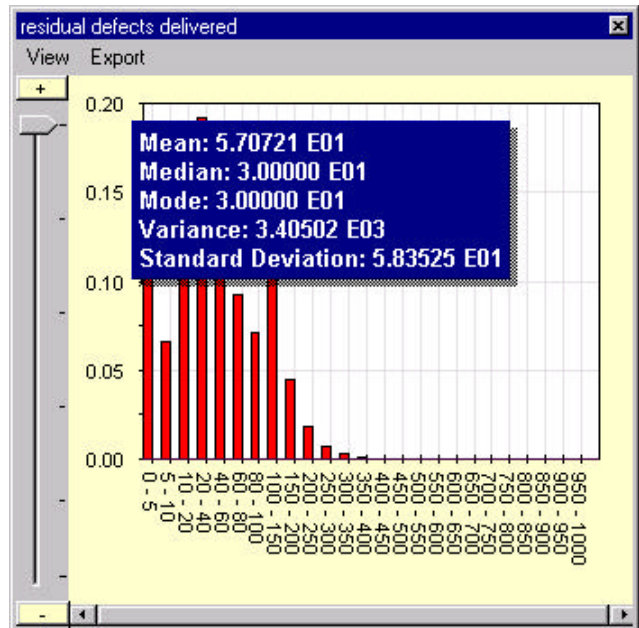 residual defects delivered
View Export
+
0.20
Mean: 5.70721 E01
Median: 3.00000 E01
Mode: 3.00000 E01
Variance: 3.40502 E03
Standard Deviation: 5.83525 E01
0.15
0.10
0.05
0.00
0 - 5
5 - 10
10 - 20
20 - 40
40 - 60
60 - 80
80 - 100
100 - 150
150 - 200
200 - 250
250 - 300
300 - 350
350 - 400
400 - 450
450 - 500
500 - 550
550 - 600
600 - 650
650 - 700
700 - 750
750 - 800
800 - 850
850 - 900
900 - 950
950 - 1000
-